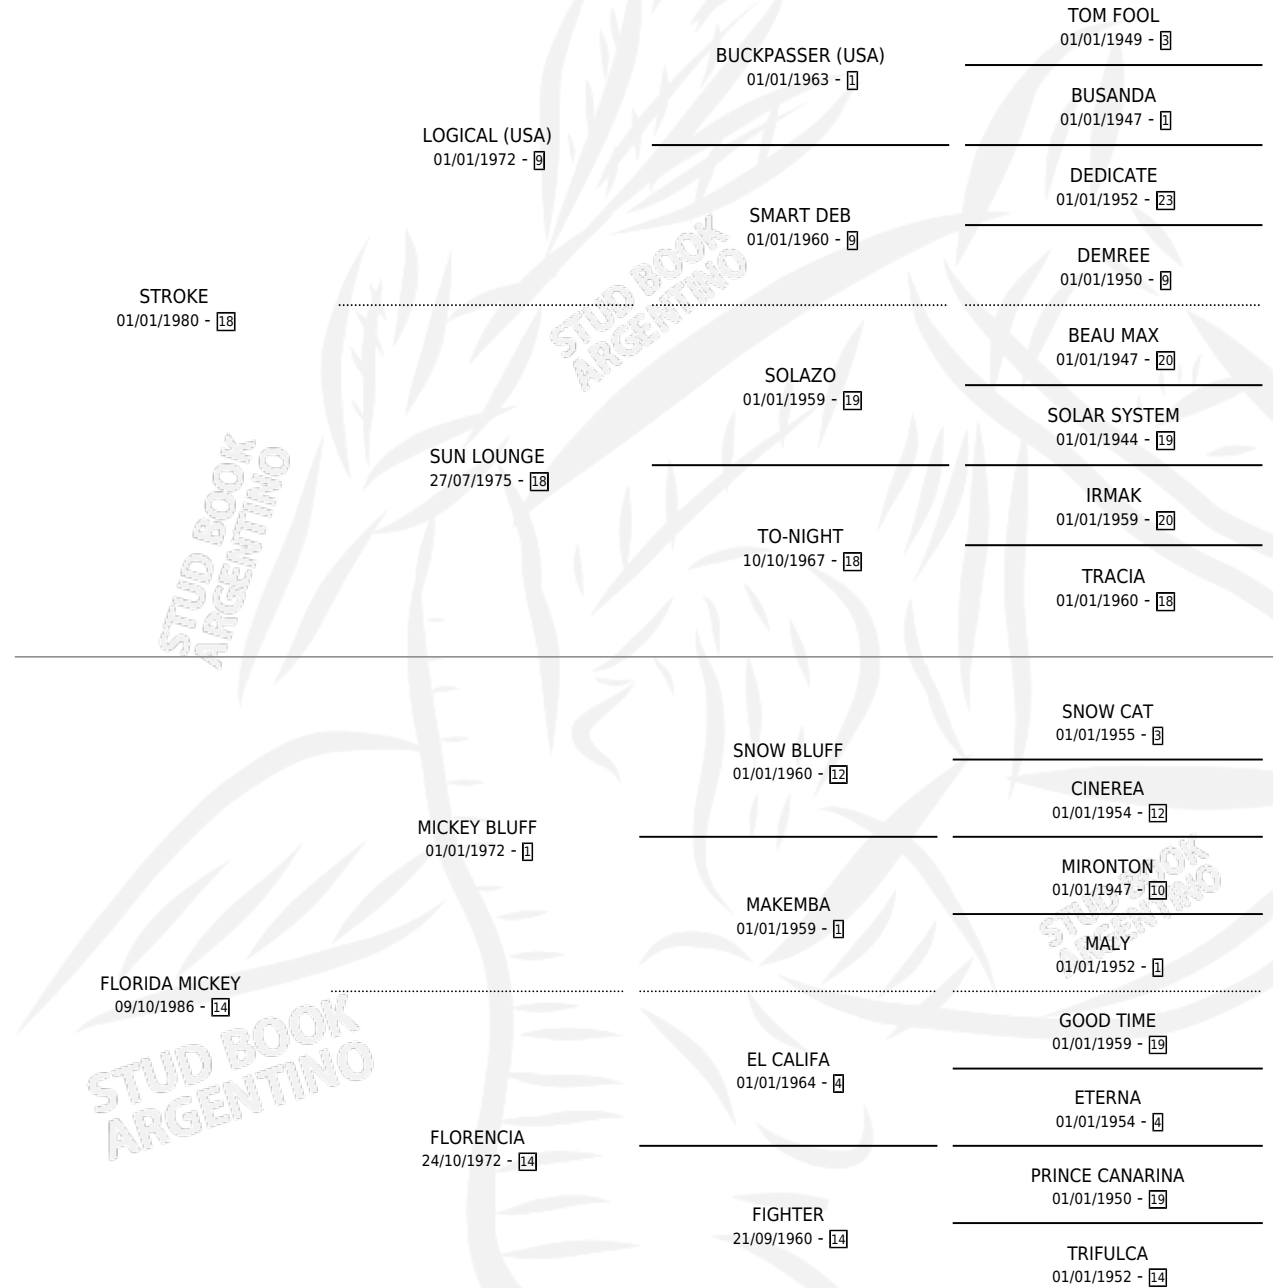 TOM FOOL
01/01/1949 - 3
BUCKPASSER (USA)
01/01/1963 - 1
BUSANDA
01/01/1947 - 1
LOGICAL (USA)
01/01/1972 - 9
DEDICATE
01/01/1952 - 23
SMART DEB
01/01/1960 - 9
DEMREE
01/01/1950 - 9
STROKE
01/01/1980 - 18
BEAU MAX
01/01/1947 - 20
SOLAZO
01/01/1959 - 19
SOLAR SYSTEM
01/01/1944 - 19
SUN LOUNGE
27/07/1975 - 18
IRMAK
01/01/1959 - 20
TO-NIGHT
10/10/1967 - 18
TRACIA
01/01/1960 - 18
SNOW CAT
01/01/1955 - 3
SNOW BLUFF
01/01/1960 - 12
CINEREA
01/01/1954 - 12
MICKEY BLUFF
01/01/1972 - 1
MIRONTON
01/01/1947 - 10
MAKEMBA
01/01/1959 - 1
MALY
01/01/1952 - 1
FLORIDA MICKEY
09/10/1986 - 14
GOOD TIME
01/01/1959 - 19
EL CALIFA
01/01/1964 - 4
ETERNA
01/01/1954 - 4
FLORENCIA
24/10/1972 - 14
PRINCE CANARINA
01/01/1950 - 19
FIGHTER
21/09/1960 - 14
TRIFULCA
01/01/1952 - 14
STUD BOOK
ARGENTINO
STUD BOOK
ARGENTINO
STUD BOOK
ARGENTINO
STUD BOOK
ARGENTINO